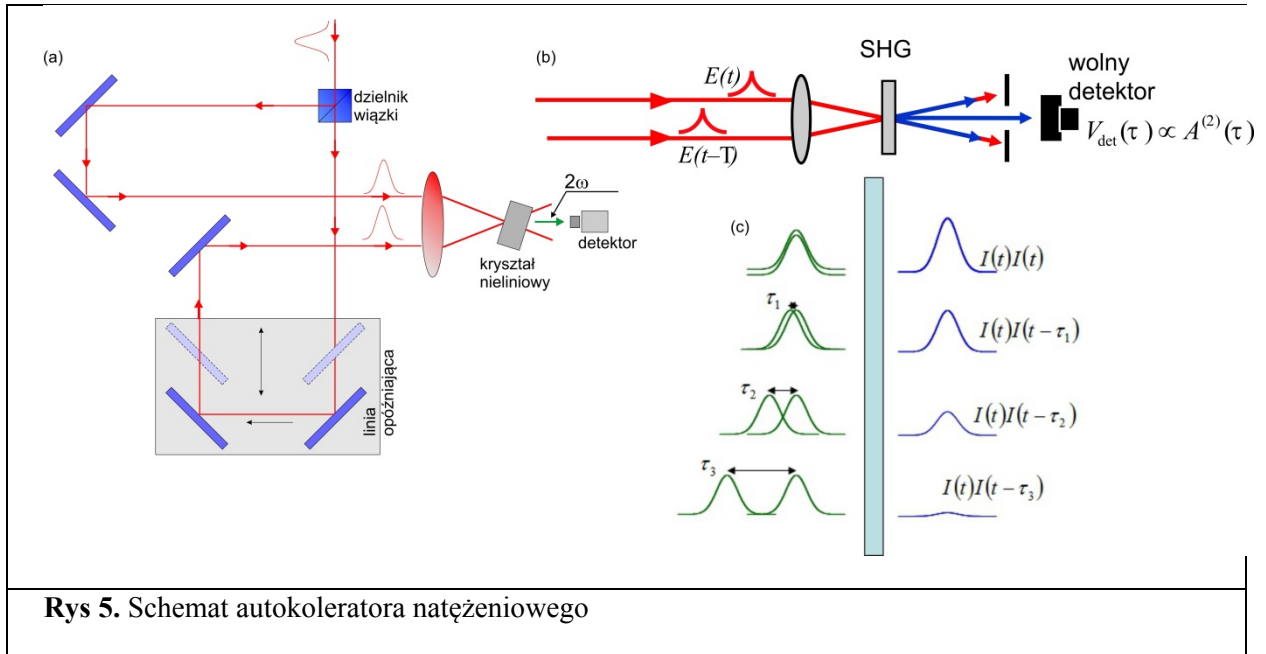 (a)
dzielnik
wiązki
2ω
detektor
kryształ
nieliniowy
linia
opóźniająca
(b)
E(t)
E(t−T)
SHG
wolny
detektor
V_det(τ) ∝ A^(2)(τ)
(c)
I(t)I(t)
τ₁
I(t)I(t − τ₁)
τ₂
I(t)I(t − τ₂)
τ₃
I(t)I(t − τ₃)
Rys 5. Schemat autokoleratora natężeniowego